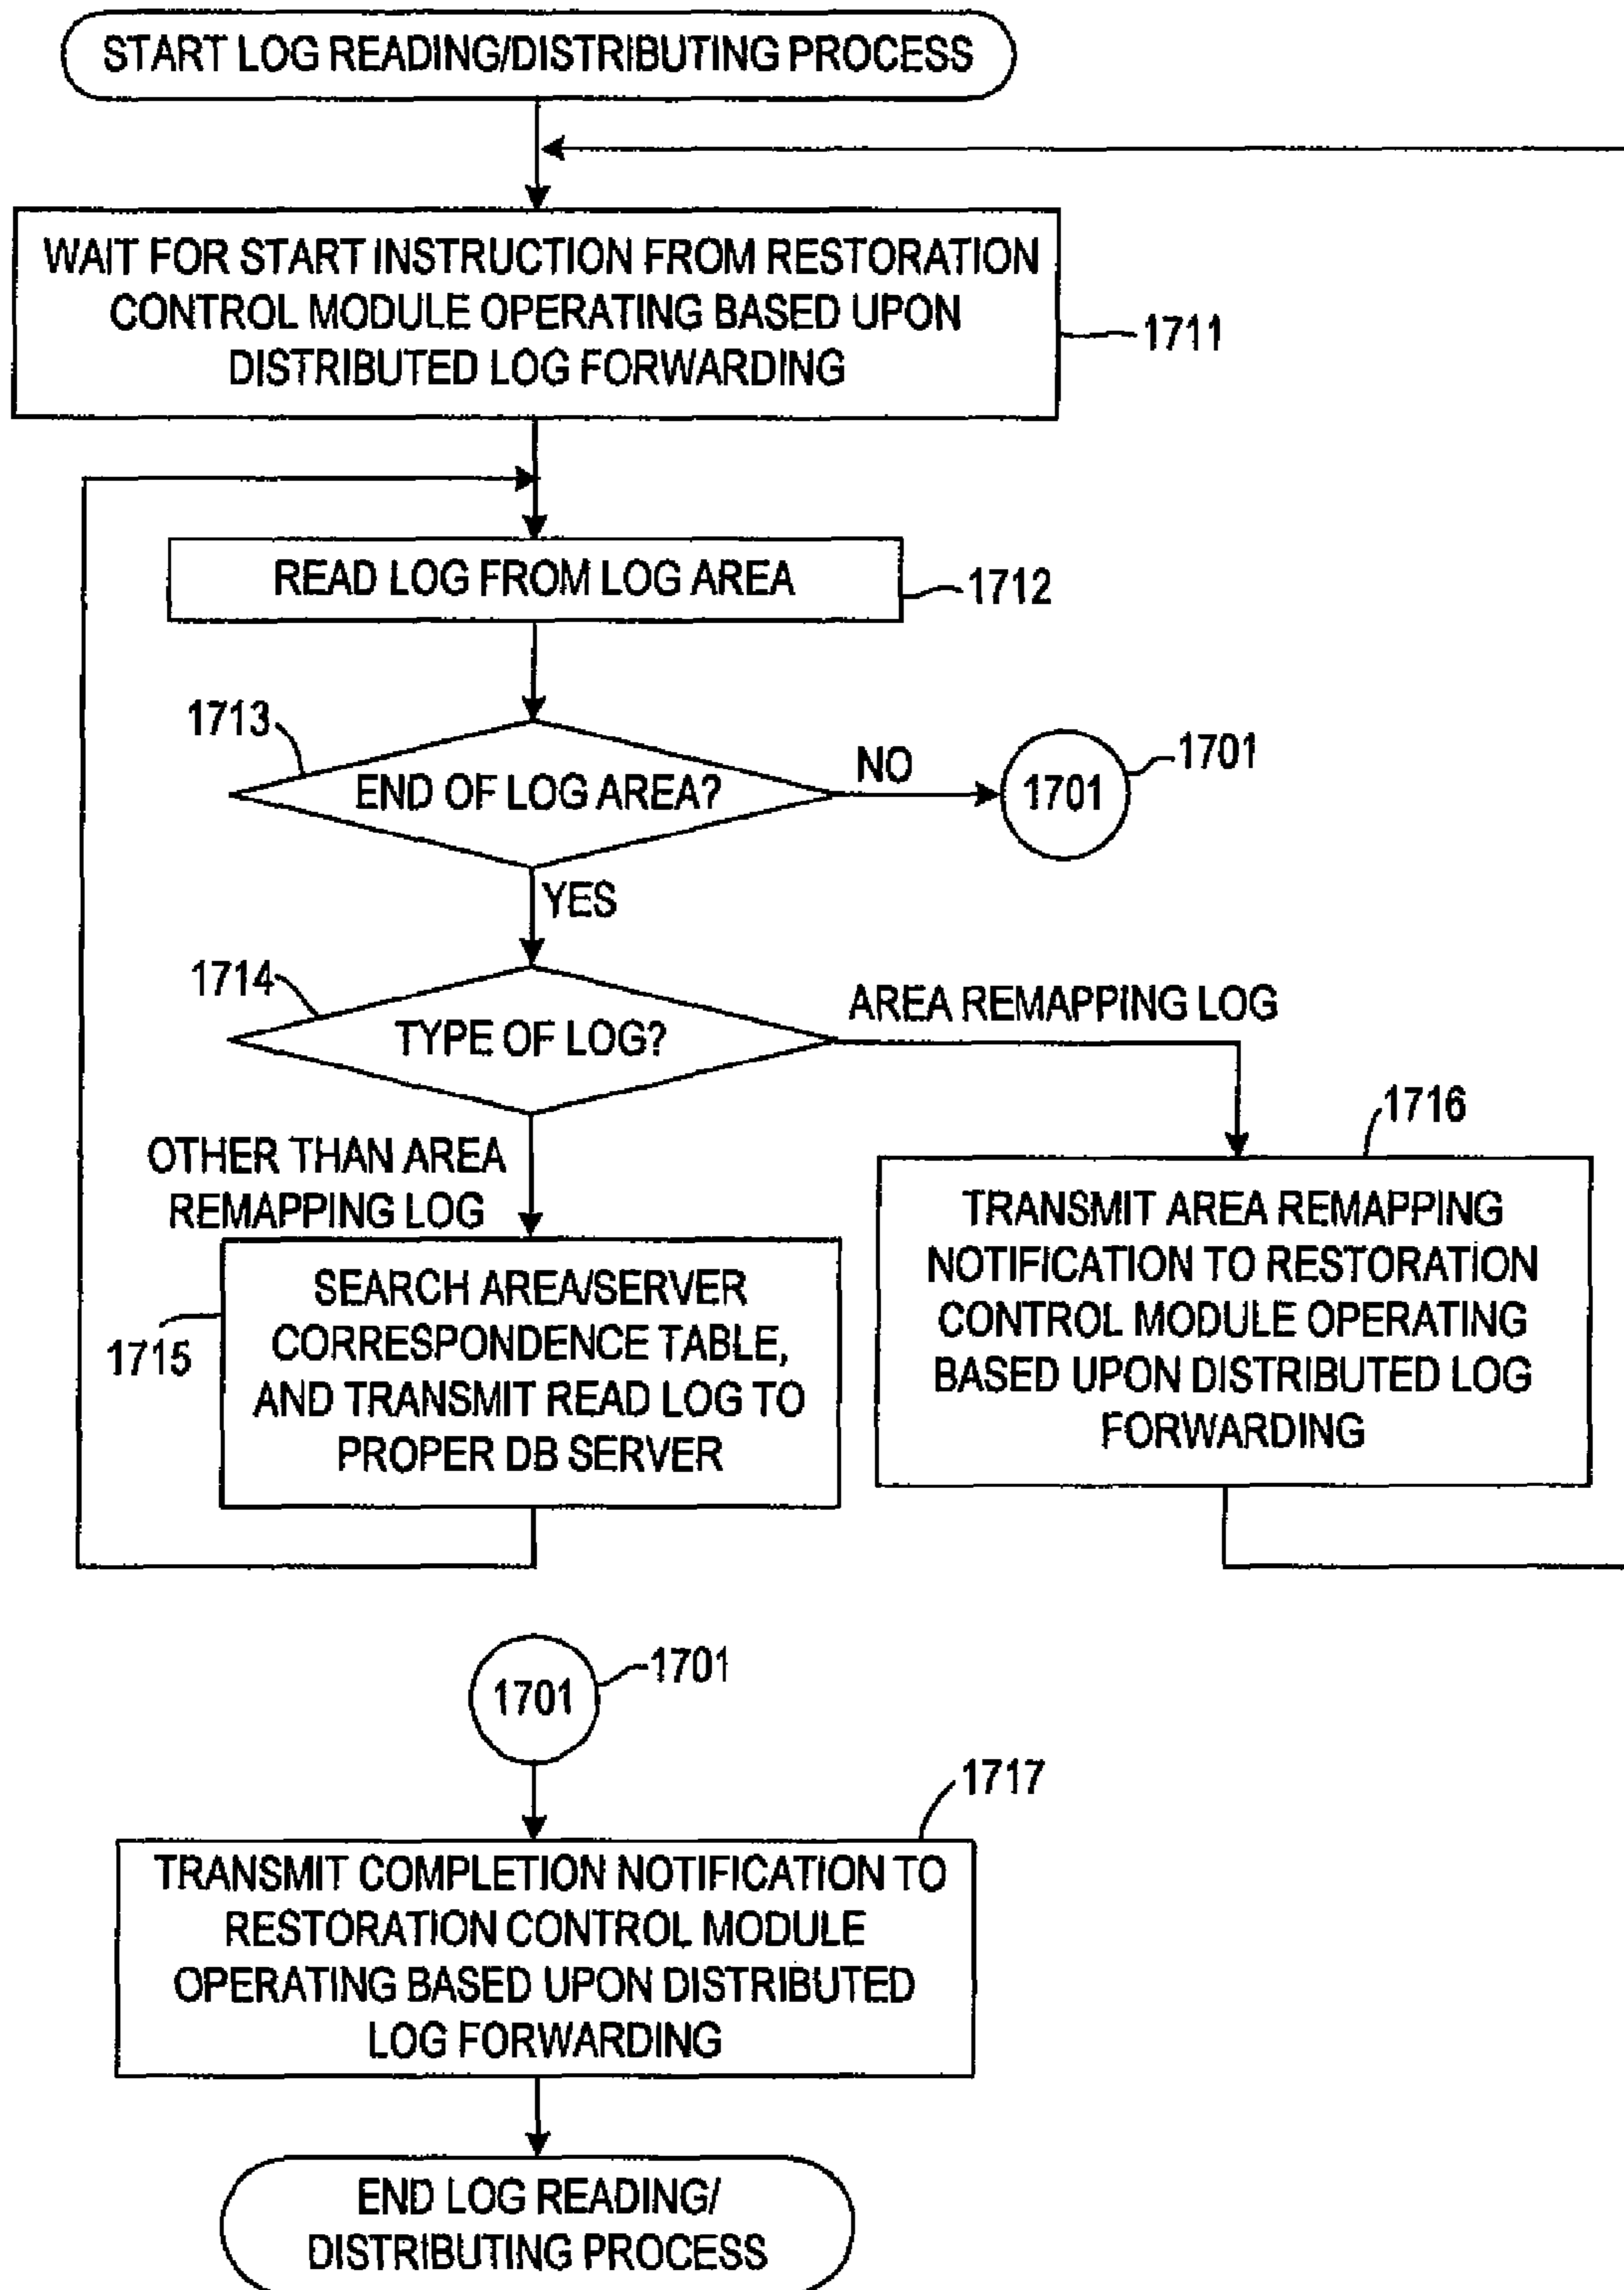 START LOG READING/DISTRIBUTING PROCESS
WAIT FOR START INSTRUCTION FROM RESTORATION
CONTROL MODULE OPERATING BASED UPON
DISTRIBUTED LOG FORWARDING
1711
READ LOG FROM LOG AREA
1712
1713
END OF LOG AREA?
NO
1701
1701
YES
1714
TYPE OF LOG?
AREA REMAPPING LOG
OTHER THAN AREA
REMAPPING LOG
1715
SEARCH AREA/SERVER
CORRESPONDENCE TABLE,
AND TRANSMIT READ LOG TO
PROPER DB SERVER
1716
TRANSMIT AREA REMAPPING
NOTIFICATION TO RESTORATION
CONTROL MODULE OPERATING
BASED UPON DISTRIBUTED LOG
FORWARDING
1701
1701
1717
TRANSMIT COMPLETION NOTIFICATION TO
RESTORATION CONTROL MODULE
OPERATING BASED UPON DISTRIBUTED
LOG FORWARDING
END LOG READING/
DISTRIBUTING PROCESS